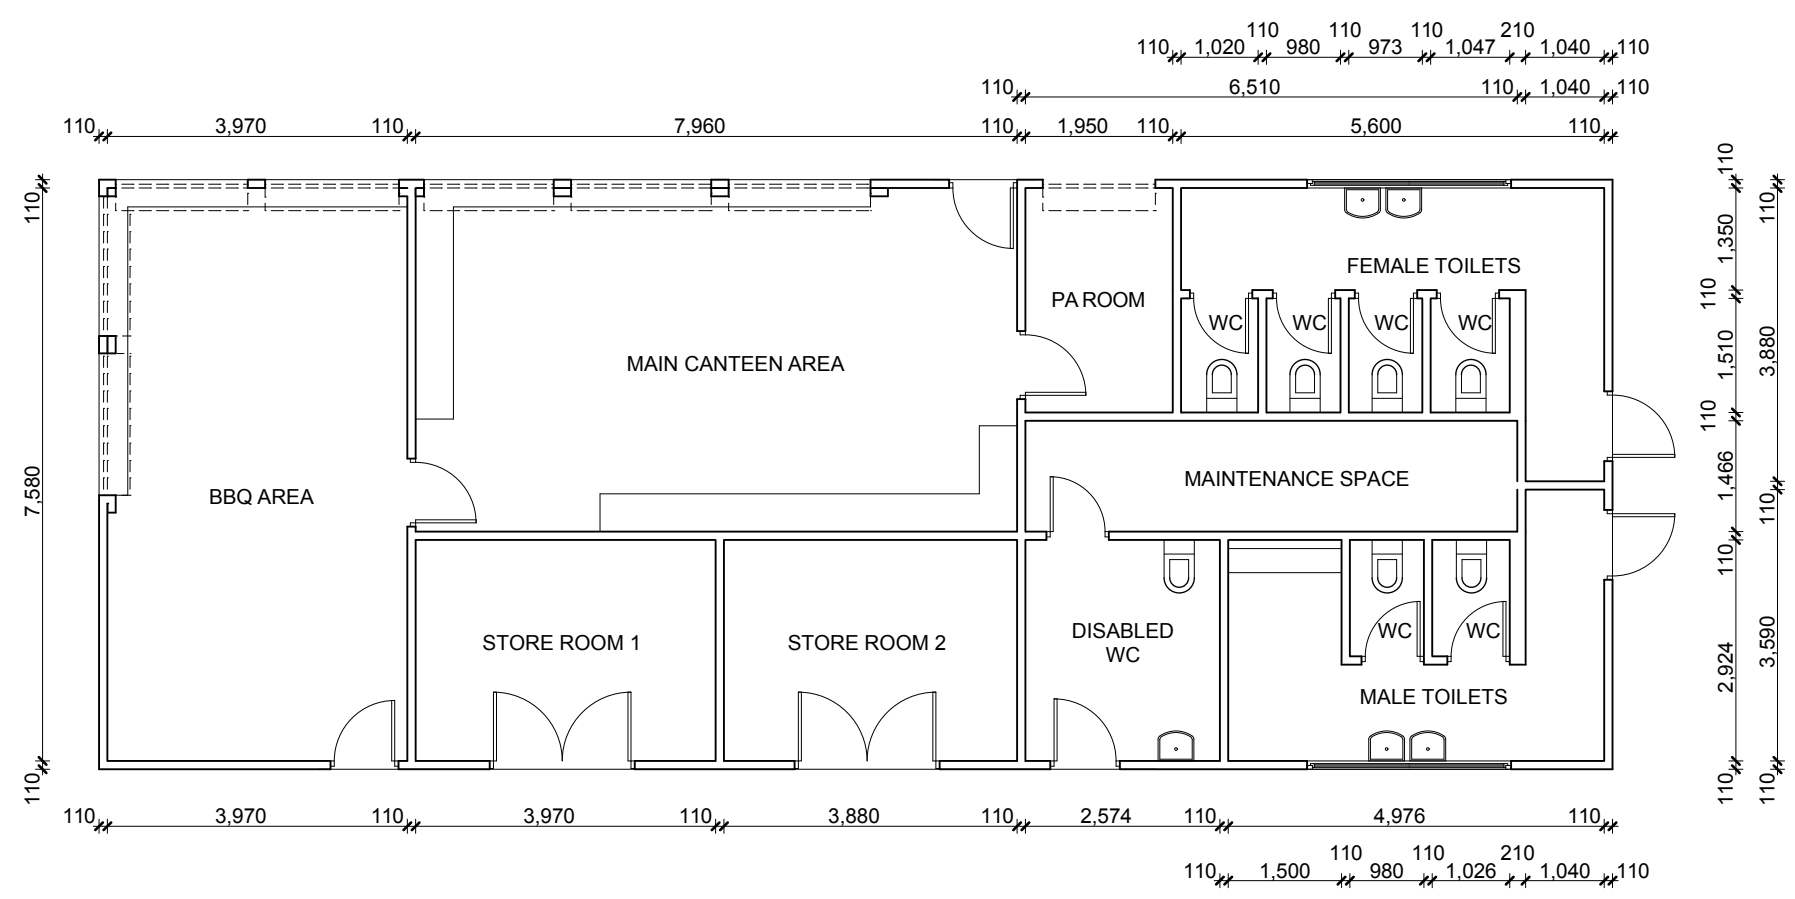 110 110 110 210
110 1,020 980 973 1,047 1,040 110
110 6,510 110 1,040 110
110 3,970 110 7,960 110 1,950 110 5,600 110
110
110
7,580
110
110
1,350
110
1,510
110
1,466
110
2,924
110
110
3,880
110
3,590
110
FEMALE TOILETS
PA ROOM
WC WC WC WC
MAIN CANTEEN AREA
MAINTENANCE SPACE
BBQ AREA
STORE ROOM 1
STORE ROOM 2
DISABLED
WC
WC WC
MALE TOILETS
110 3,970 110 3,970 110 3,880 110 2,574 110 4,976 110
110 110 210
110 1,500 980 1,026 1,040 110